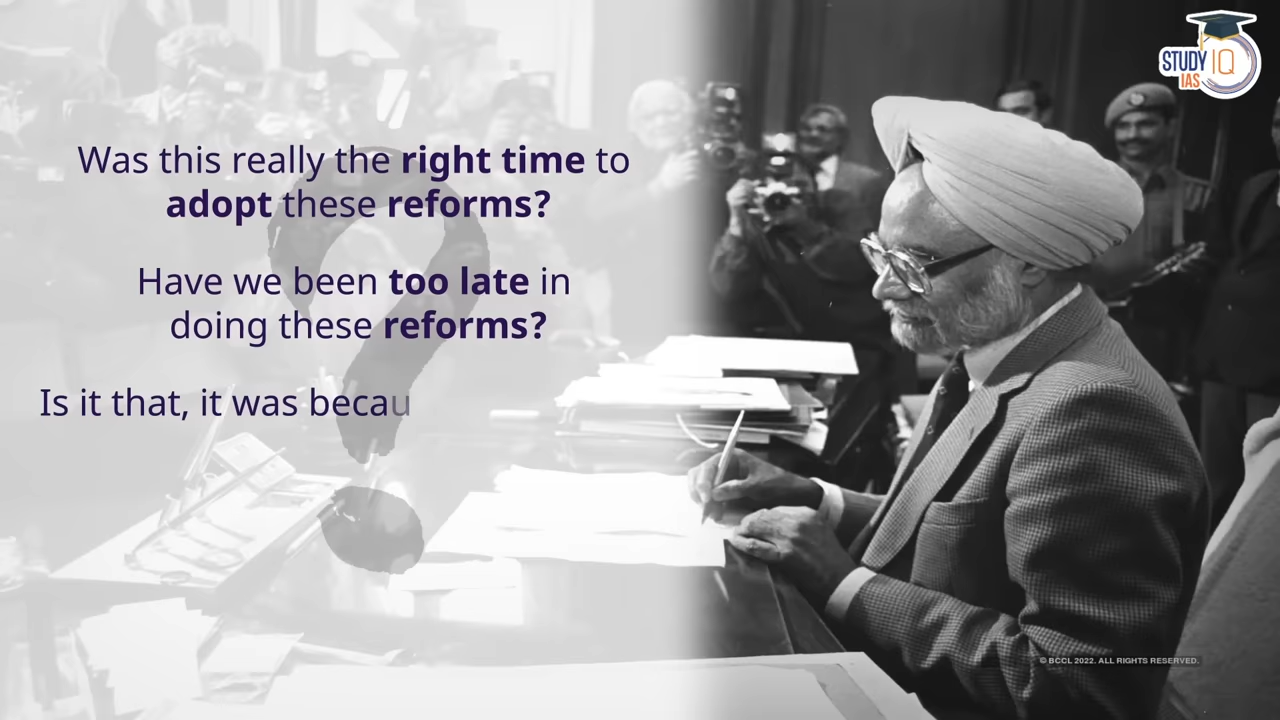 STUDY IQ
IAS
Was this really the right time to
adopt these reforms?
Have we been too late in
doing these reforms?
Is it that, it was becau
© BCCL 2022. ALL RIGHTS RESERVED.